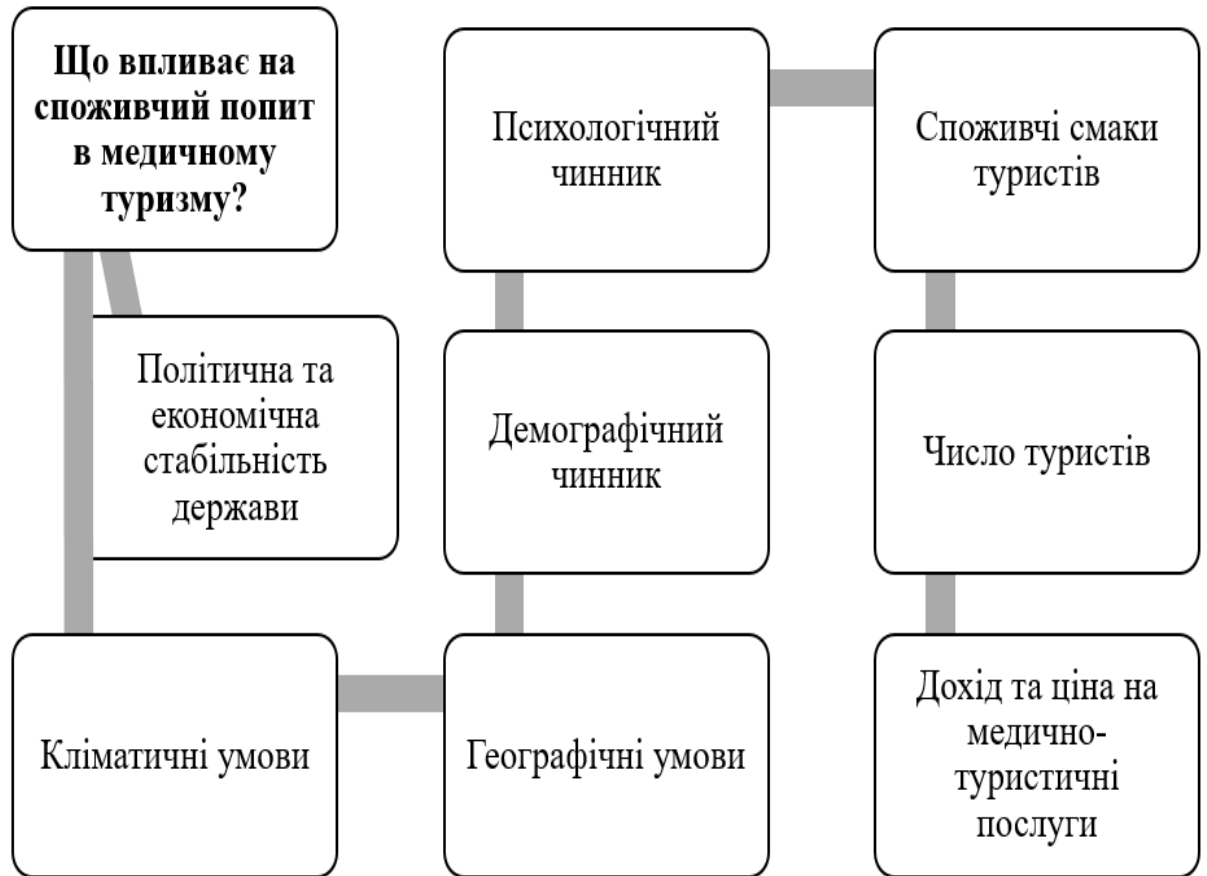 Що впливає на
споживчий попит
в медичному
туризму?
Політична та
економічна
стабільність
держави
Кліматичні умови
Географічні умови
Демографічний
чинник
Психологічний
чинник
Споживчі смаки
туристів
Число туристів
Дохід та ціна на
медично-
туристичні
послуги